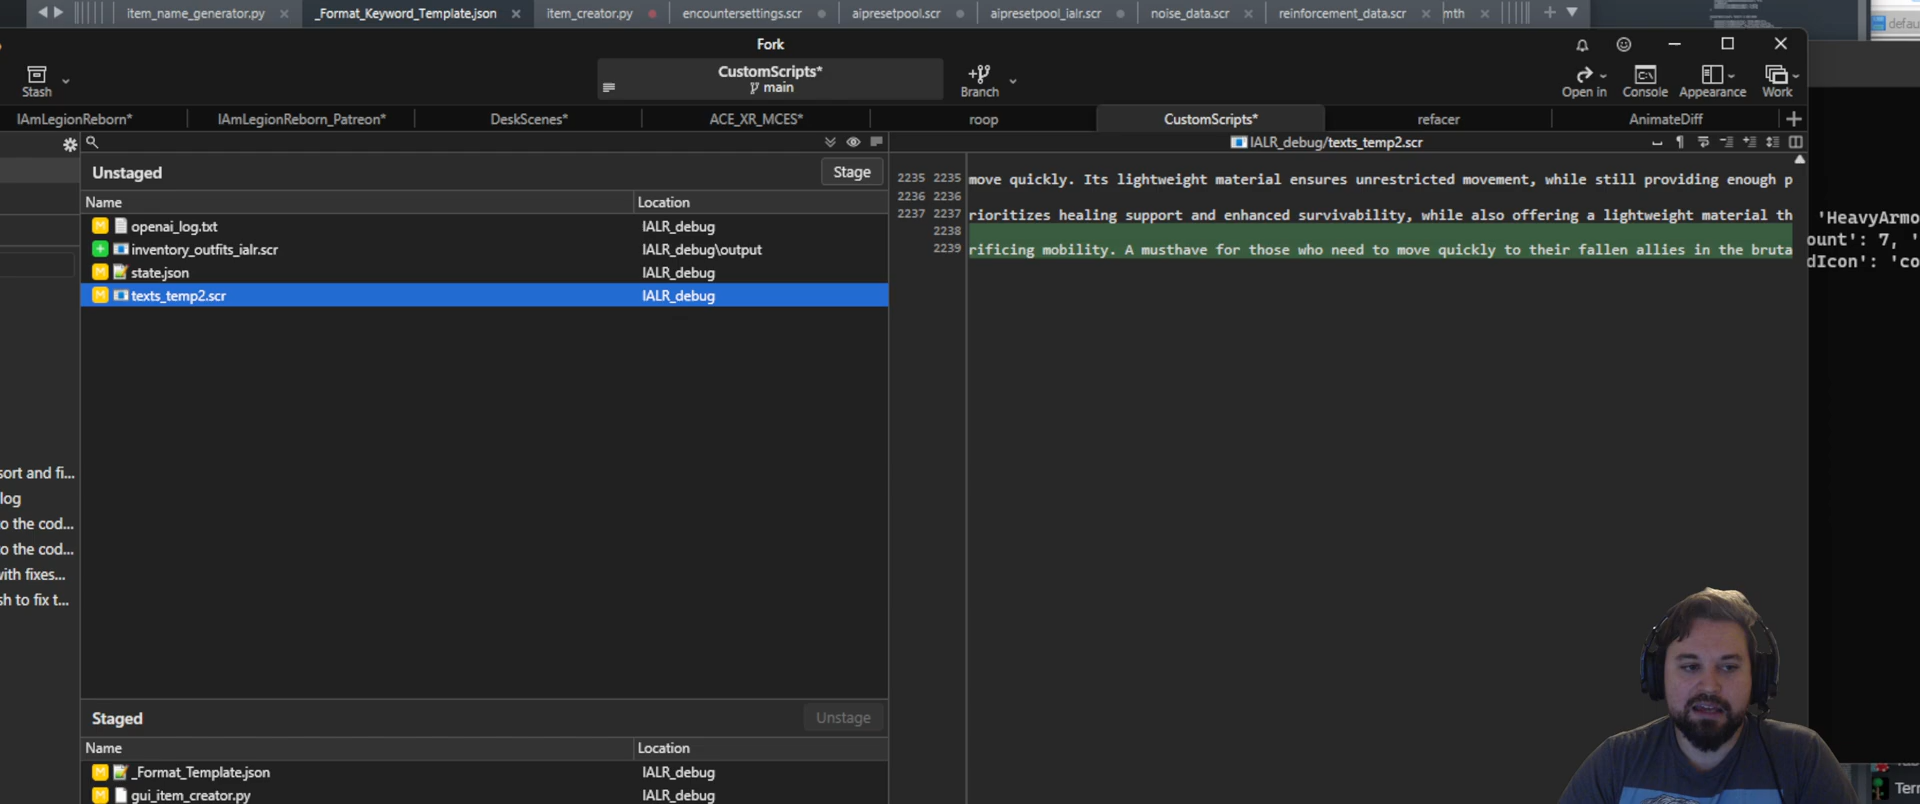 item_name_generator.py
_Format_Keyword_Template.json
item_creator.py
encountersettings.scr
aipresetpool.scr
aipresetpool_ialr.scr
noise_data.scr
reinforcement_data.scr
mth
defau
Fork
Stash
CustomScripts*
main
Branch
Open in
Console
Appearance
Work
IAmLegionReborn*
IAmLegionReborn_Patreon*
DeskScenes*
ACE_XR_MCES*
roop
CustomScripts*
refacer
AnimateDiff
IALR_debug/texts_temp2.scr
Unstaged
Stage
Name Location
openai_log.txt IALR_debug
inventory_outfits_ialr.scr IALR_debug\output
state.json IALR_debug
texts_temp2.scr IALR_debug
2235 2235 move quickly. Its lightweight material ensures unrestricted movement, while still providing enough p
2236 2236
2237 2237 rioritizes healing support and enhanced survivability, while also offering a lightweight material th
2238
2239 rificing mobility. A musthave for those who need to move quickly to their fallen allies in the bruta
'HeavyArmo
ount': 7, '
dIcon': 'co
sort and fi...
log
o the cod...
o the cod...
with fixes...
sh to fix t...
Staged
Unstage
Name Location
_Format_Template.json IALR_debug
gui_item_creator.py IALR_debug
Terr